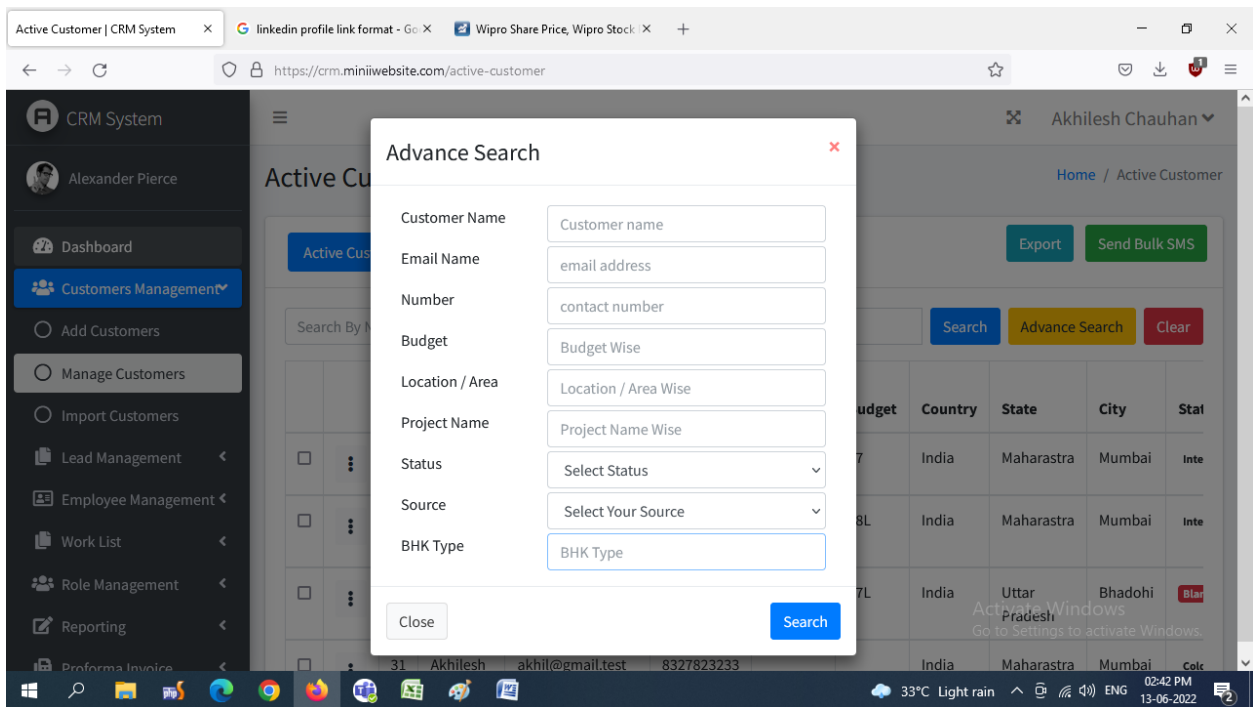 Active Customer | CRM System
linkedin profile link format - Go
Wipro Share Price, Wipro Stock
https://crm.miniiwebsite.com/active-customer
1
CRM System
Akhilesh Chauhan
Alexander Pierce
Active Cu
Home / Active Customer
Dashboard
Customers Management
Add Customers
Manage Customers
Import Customers
Lead Management
Employee Management
Work List
Role Management
Reporting
Proforma Invoice
Active Cus
Export
Send Bulk SMS
Search By N
Search
Advance Search
Clear
Advance Search
Customer Name
Customer name
Email Name
email address
Number
contact number
Budget
Budget Wise
Location / Area
Location / Area Wise
Project Name
Project Name Wise
Status
Select Status
Source
Select Your Source
BHK Type
BHK Type
Close
Search
udget Country State City Stat
7 India Maharastra Mumbai Inte
8L India Maharastra Mumbai Inte
7L India Uttar Pradesh Bhadohi Blan
31 Akhilesh akhil@gmail.test 8327823233 India Maharastra Mumbai Cold
Activate Windows
Go to Settings to activate Windows.
33°C Light rain
ENG
02:42 PM
13-06-2022
2